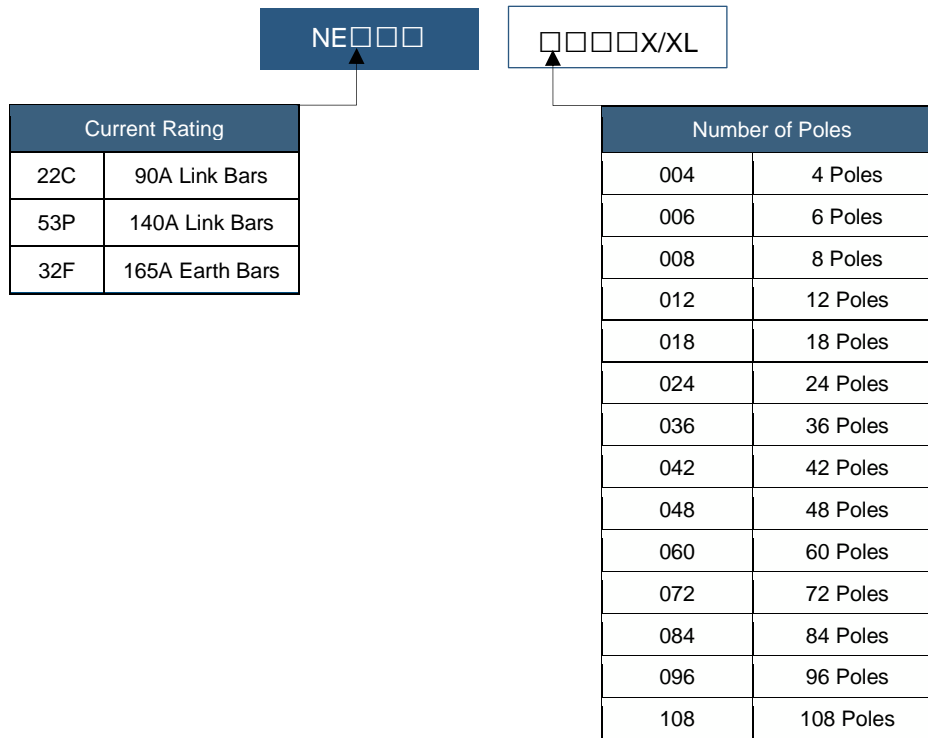 NE□□□
□□□□X/XL
Current Rating
22C 90A Link Bars
53P 140A Link Bars
32F 165A Earth Bars
Number of Poles
004 4 Poles
006 6 Poles
008 8 Poles
012 12 Poles
018 18 Poles
024 24 Poles
036 36 Poles
042 42 Poles
048 48 Poles
060 60 Poles
072 72 Poles
084 84 Poles
096 96 Poles
108 108 Poles